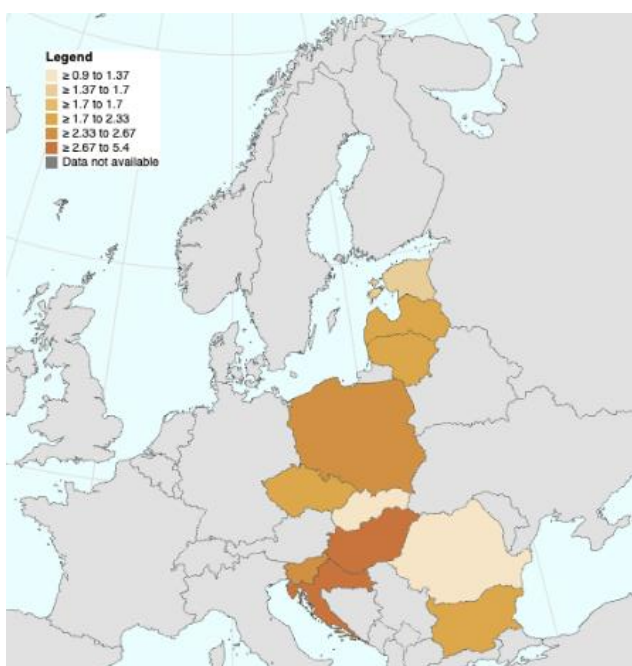 Legend
≥ 0.9 to 1.37
≥ 1.37 to 1.7
≥ 1.7 to 1.7
≥ 1.7 to 2.33
≥ 2.33 to 2.67
≥ 2.67 to 5.4
Data not available